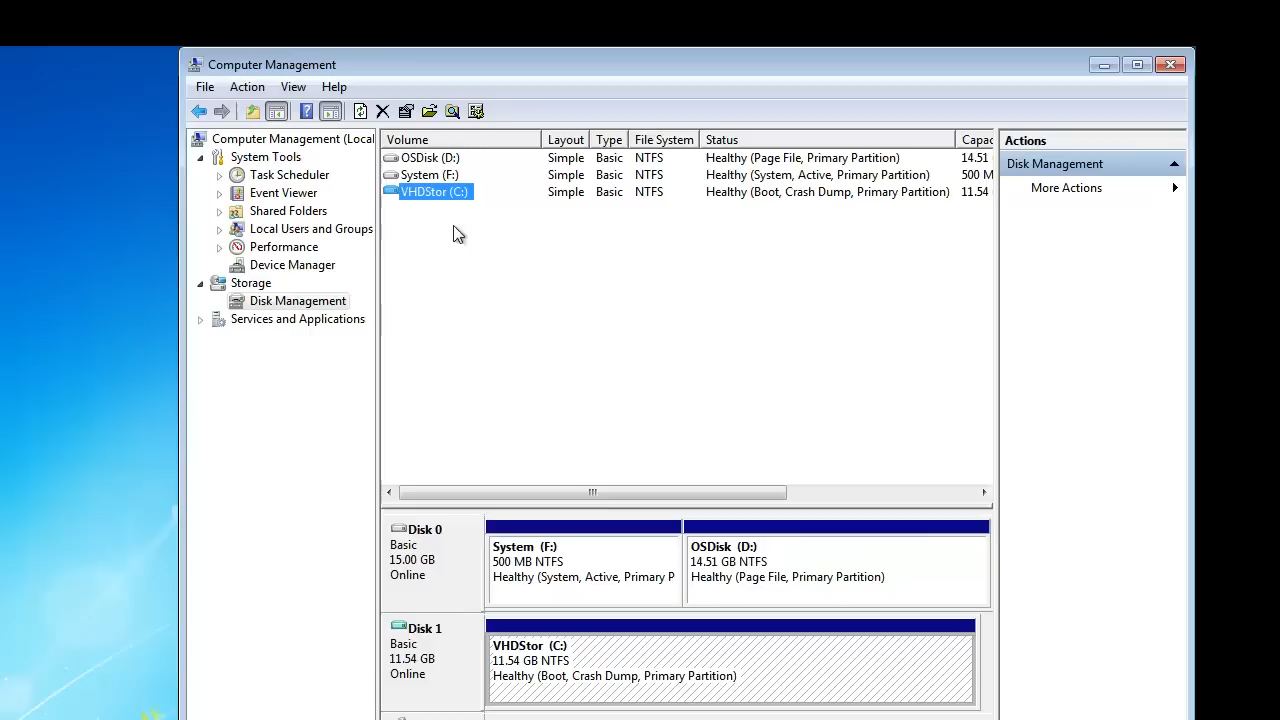 Computer Management
File Action View Help
Computer Management (Local
System Tools
Task Scheduler
Event Viewer
Shared Folders
Local Users and Groups
Performance
Device Manager
Storage
Disk Management
Services and Applications
Volume Layout Type File System Status Capac
OSDisk (D:) Simple Basic NTFS Healthy (Page File, Primary Partition) 14.51
System (F:) Simple Basic NTFS Healthy (System, Active, Primary Partition) 500 M
VHDStor (C:) Simple Basic NTFS Healthy (Boot, Crash Dump, Primary Partition) 11.54
Disk 0
Basic
15.00 GB
Online
System (F:)
500 MB NTFS
Healthy (System, Active, Primary P
OSDisk (D:)
14.51 GB NTFS
Healthy (Page File, Primary Partition)
Disk 1
Basic
11.54 GB
Online
VHDStor (C:)
11.54 GB NTFS
Healthy (Boot, Crash Dump, Primary Partition)
Actions
Disk Management
More Actions